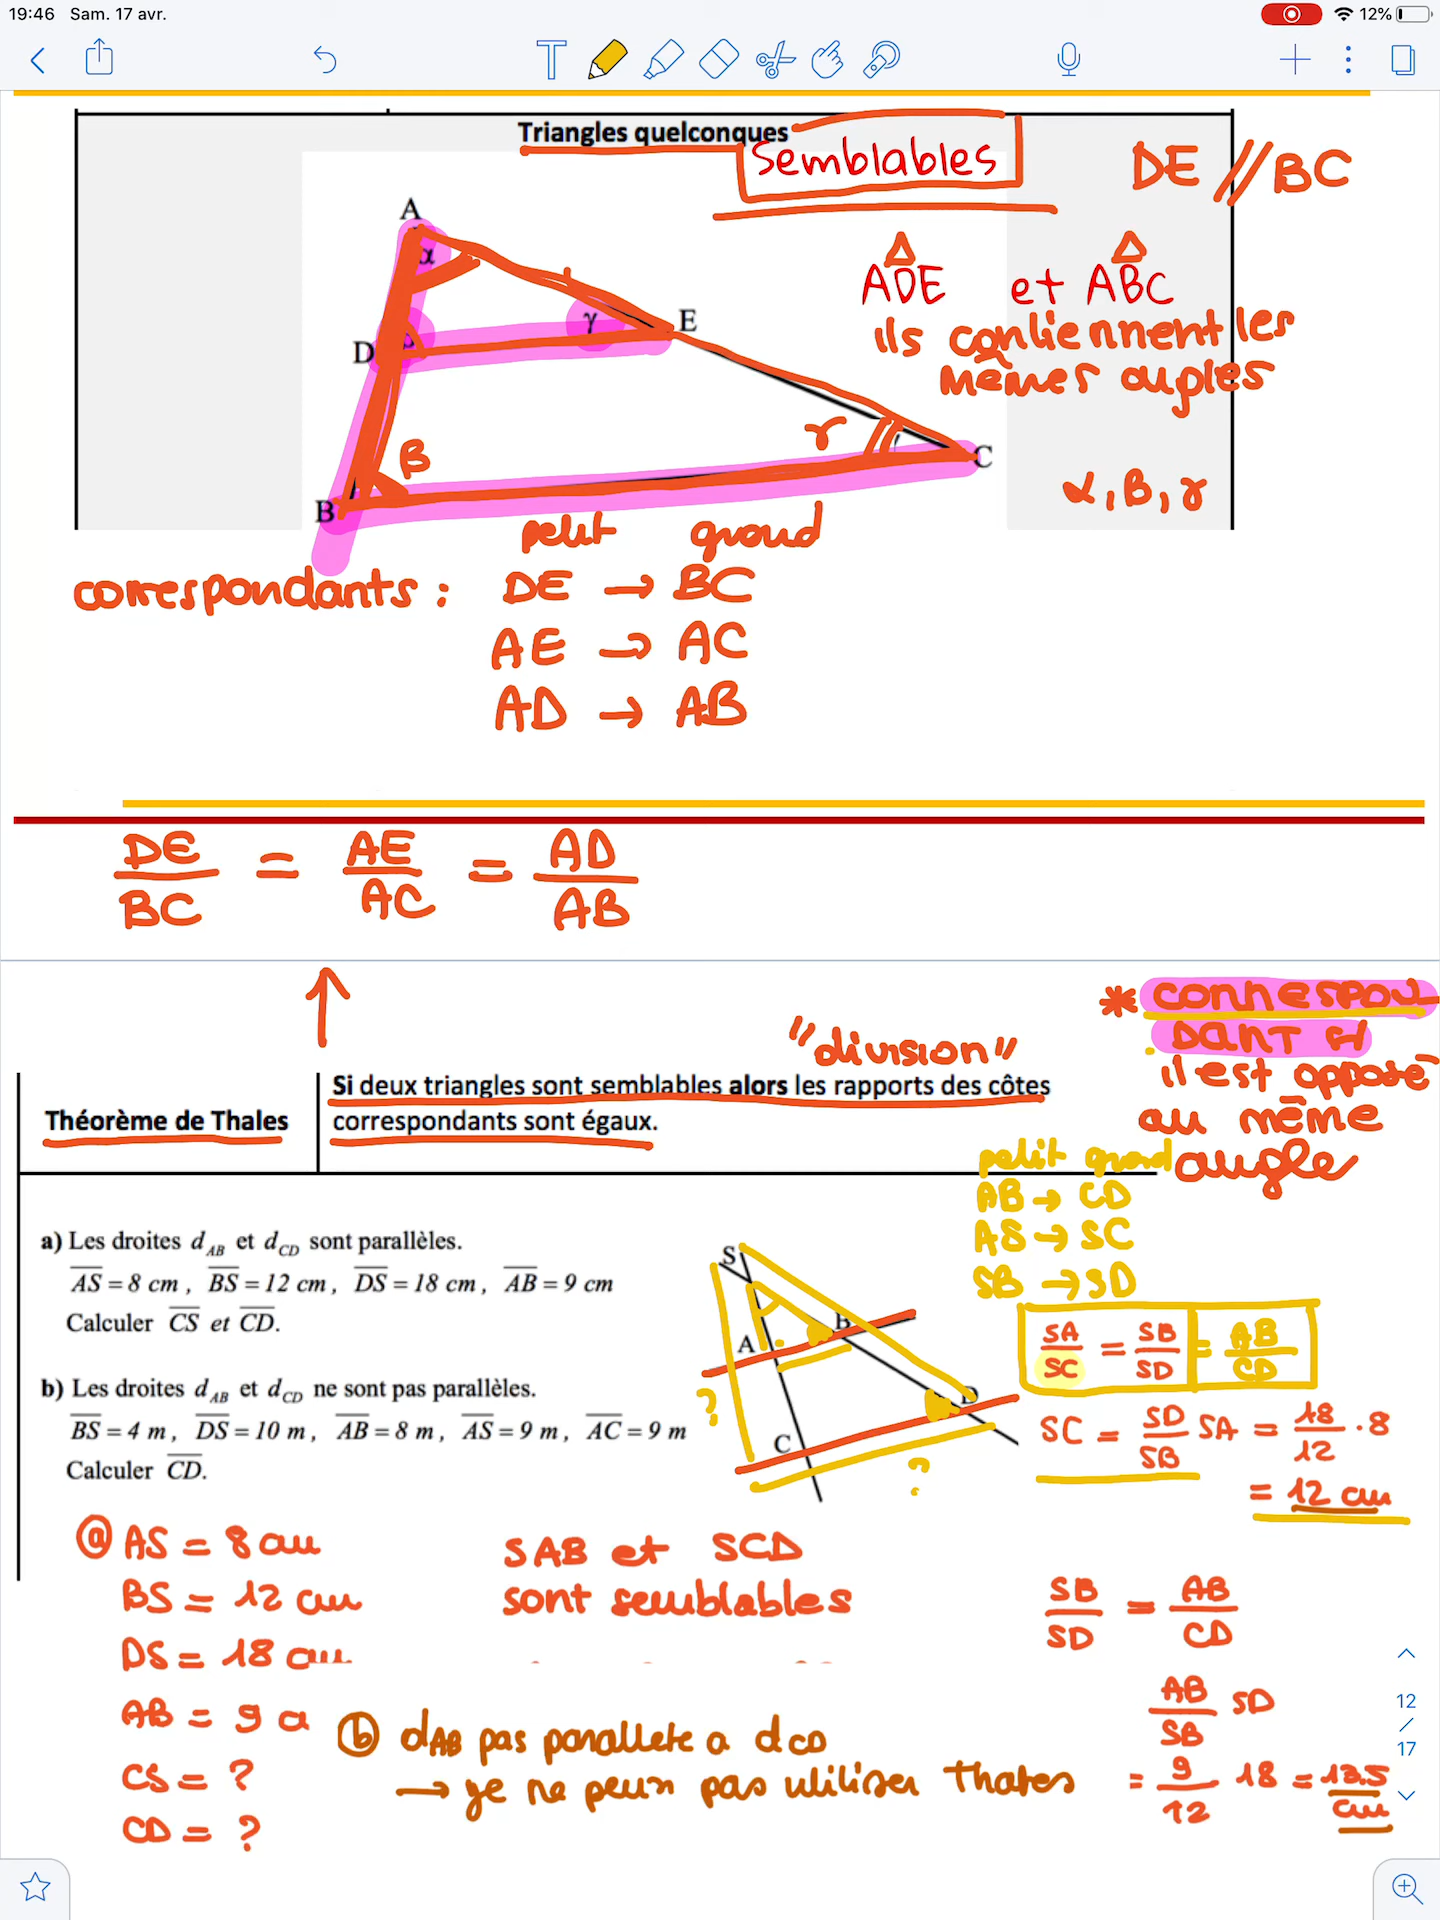 19:46 Sam. 17 avr.
12%
Triangles quelconques
Semblables
DE // BC
A
α
γ
E
D
B
β
γ
C
ADE et ABC
ils contiennent les
mêmes angles
α, β, γ
petit grand
correspondants : DE → BC
AE → AC
AD → AB
DE/BC = AE/AC = AD/AB
"division"
* correspon
dant si
il est opposé
au même
angle
Théorème de Thales
Si deux triangles sont semblables alors les rapports des côtes
correspondants sont égaux.
petit grand
AB → CD
AS → SC
SB → SD
a) Les droites d_AB et d_CD sont parallèles.
AS = 8 cm , BS = 12 cm , DS = 18 cm , AB = 9 cm
Calculer CS et CD.
b) Les droites d_AB et d_CD ne sont pas parallèles.
BS = 4 m , DS = 10 m , AB = 8 m , AS = 9 m , AC = 9 m
Calculer CD.
S
A
B
C
D
?
?
SA/SC = SB/SD = AB/CD
SC = SD/SB SA = 18/12 · 8
= 12 cm
ⓐ AS = 8 cm
BS = 12 cm
DS = 18 cm
AB = 9 c
CS = ?
CD = ?
SAB et SCD
sont semblables
SB/SD = AB/CD
AB/SB SD
= 9/12 18 = 13.5
cm
ⓑ d_AB pas parallele a d_CD
→ je ne peux pas utiliser Thales
12
/
17